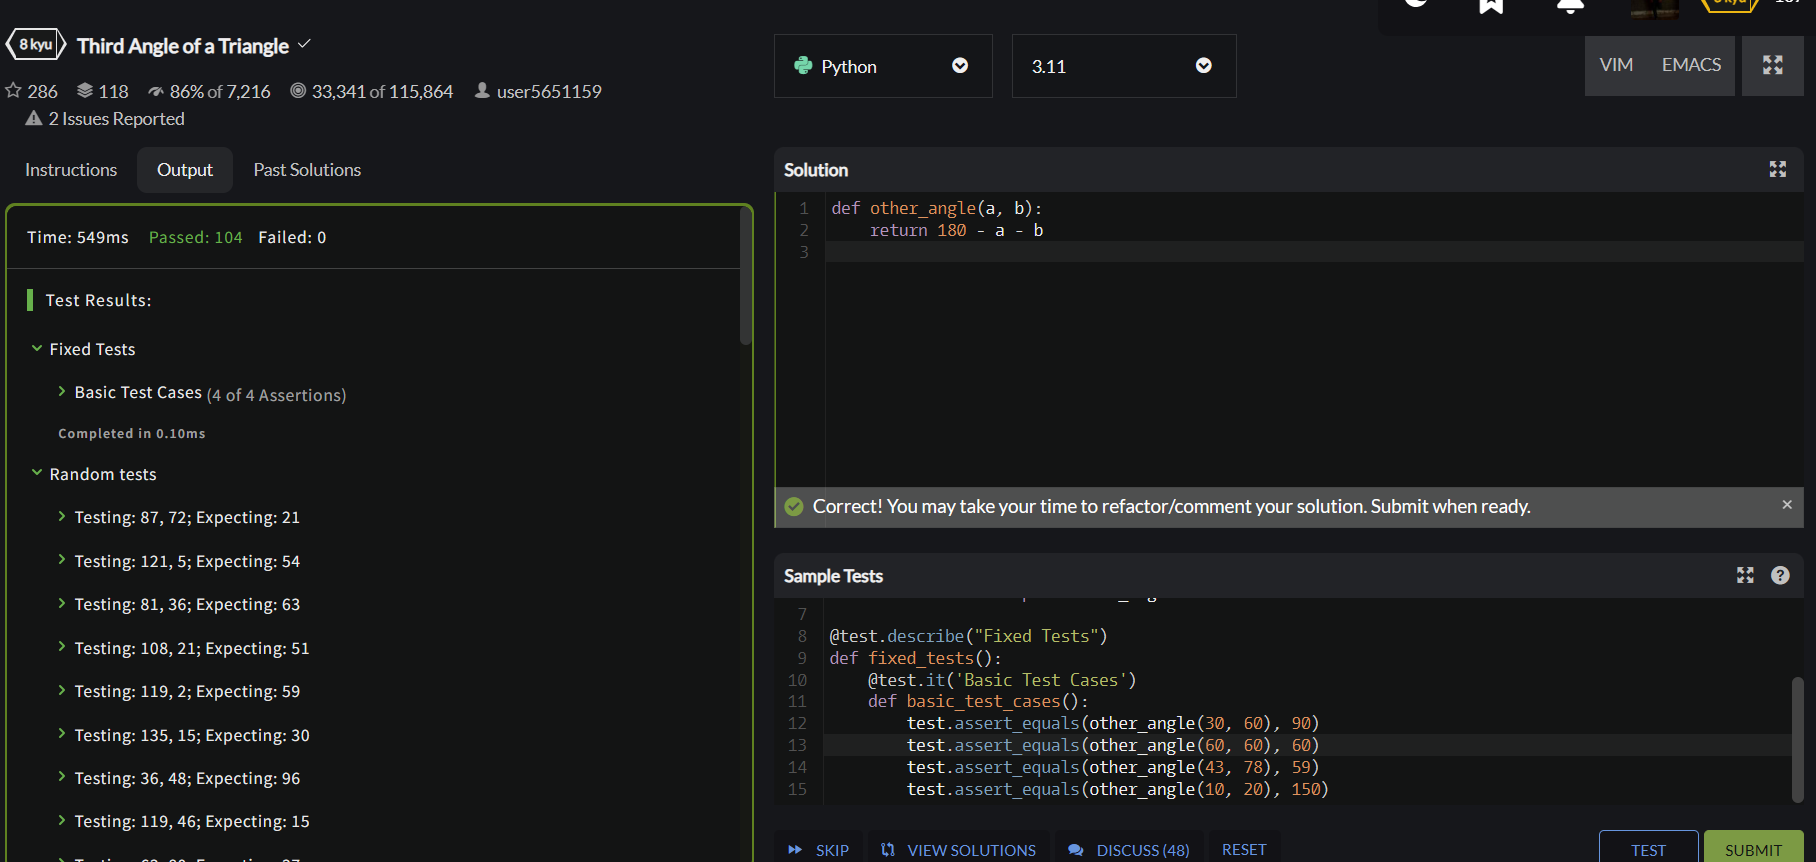 8 kyu Third Angle of a Triangle
286 118 86% of 7,216 33,341 of 115,864 user5651159
2 Issues Reported
Instructions Output Past Solutions
Time: 549ms Passed: 104 Failed: 0
Test Results:
Fixed Tests
Basic Test Cases (4 of 4 Assertions)
Completed in 0.10ms
Random tests
Testing: 87, 72; Expecting: 21
Testing: 121, 5; Expecting: 54
Testing: 81, 36; Expecting: 63
Testing: 108, 21; Expecting: 51
Testing: 119, 2; Expecting: 59
Testing: 135, 15; Expecting: 30
Testing: 36, 48; Expecting: 96
Testing: 119, 46; Expecting: 15
Python 3.11 VIM EMACS
Solution
1 def other_angle(a, b):
2     return 180 - a - b
3
Correct! You may take your time to refactor/comment your solution. Submit when ready.
Sample Tests
7
8 @test.describe("Fixed Tests")
9 def fixed_tests():
10     @test.it('Basic Test Cases')
11     def basic_test_cases():
12         test.assert_equals(other_angle(30, 60), 90)
13         test.assert_equals(other_angle(60, 60), 60)
14         test.assert_equals(other_angle(43, 78), 59)
15         test.assert_equals(other_angle(10, 20), 150)
SKIP VIEW SOLUTIONS DISCUSS (48) RESET TEST SUBMIT